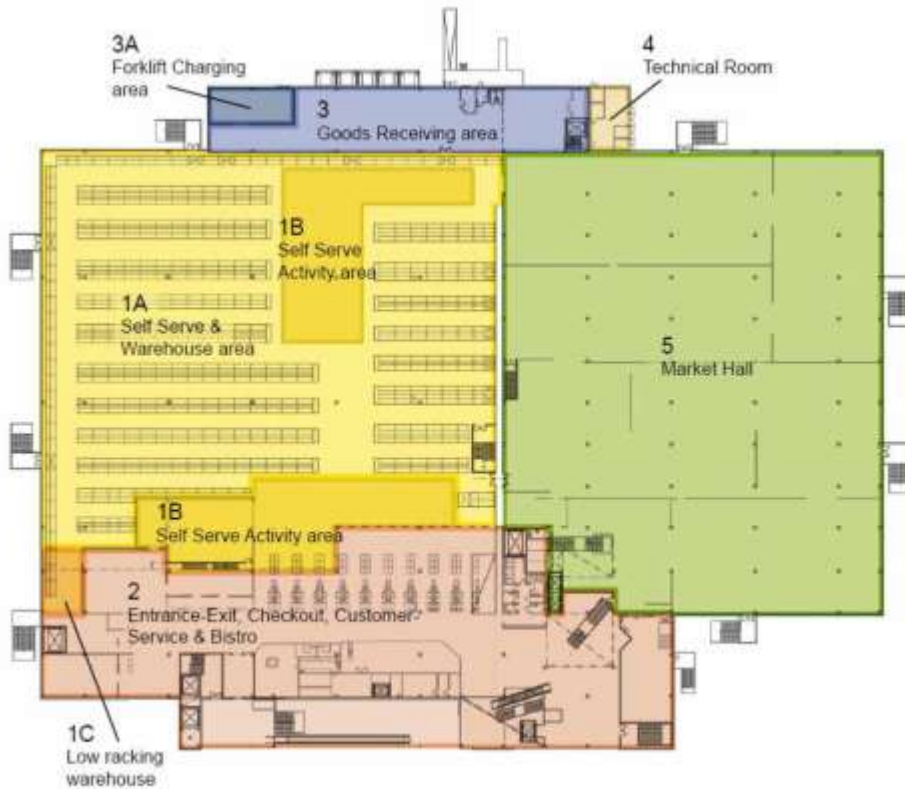 3A
Forklift Charging
area
4
Technical Room
3
Goods Receiving area
1B
Self Serve
Activity area
1A
Self Serve &
Warehouse area
5
Market Hall
1B
Self Serve Activity area
2
Entrance-Exit, Checkout, Customer-
Service & Bistro
1C
Low racking
warehouse